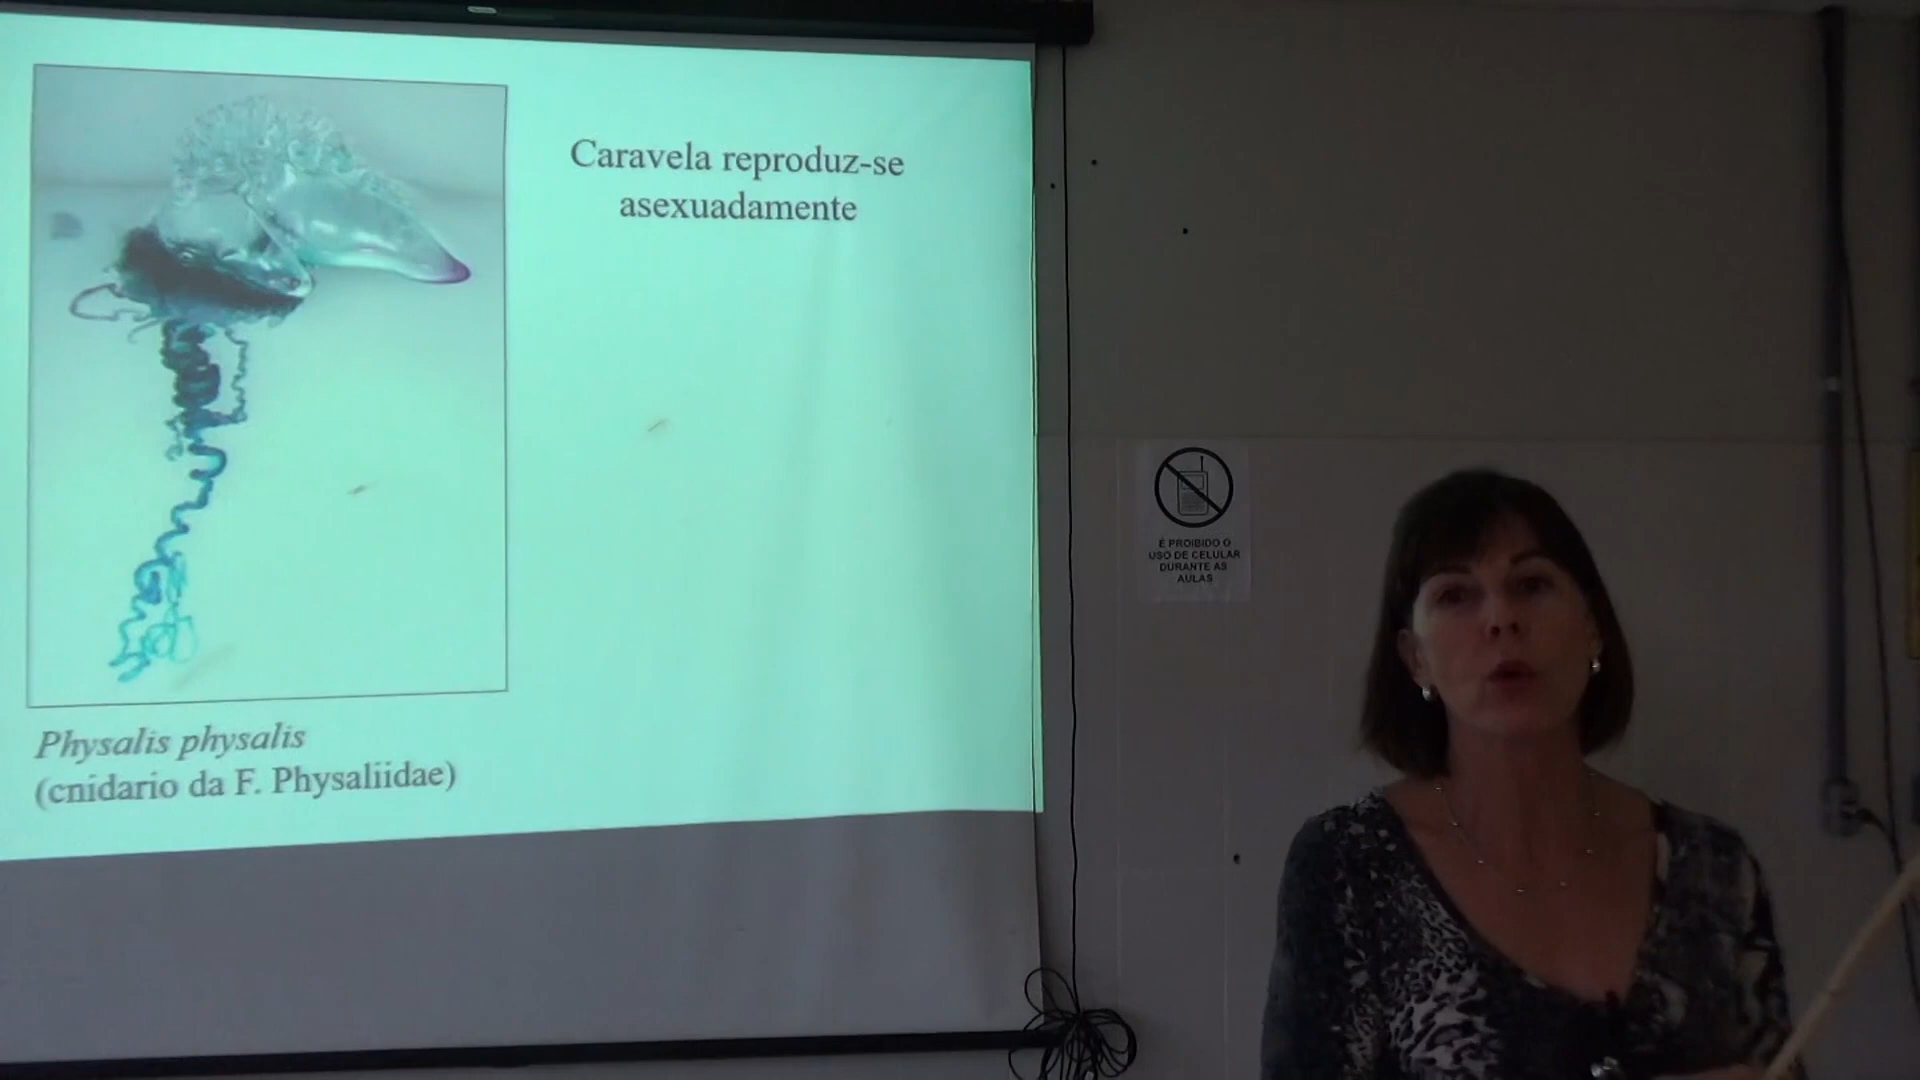 Caravela reproduz-se
asexuadamente
Physalis physalis
(cnidario da F. Physaliidae)
É PROIBIDO O
USO DE CELULAR
DURANTE AS
AULAS